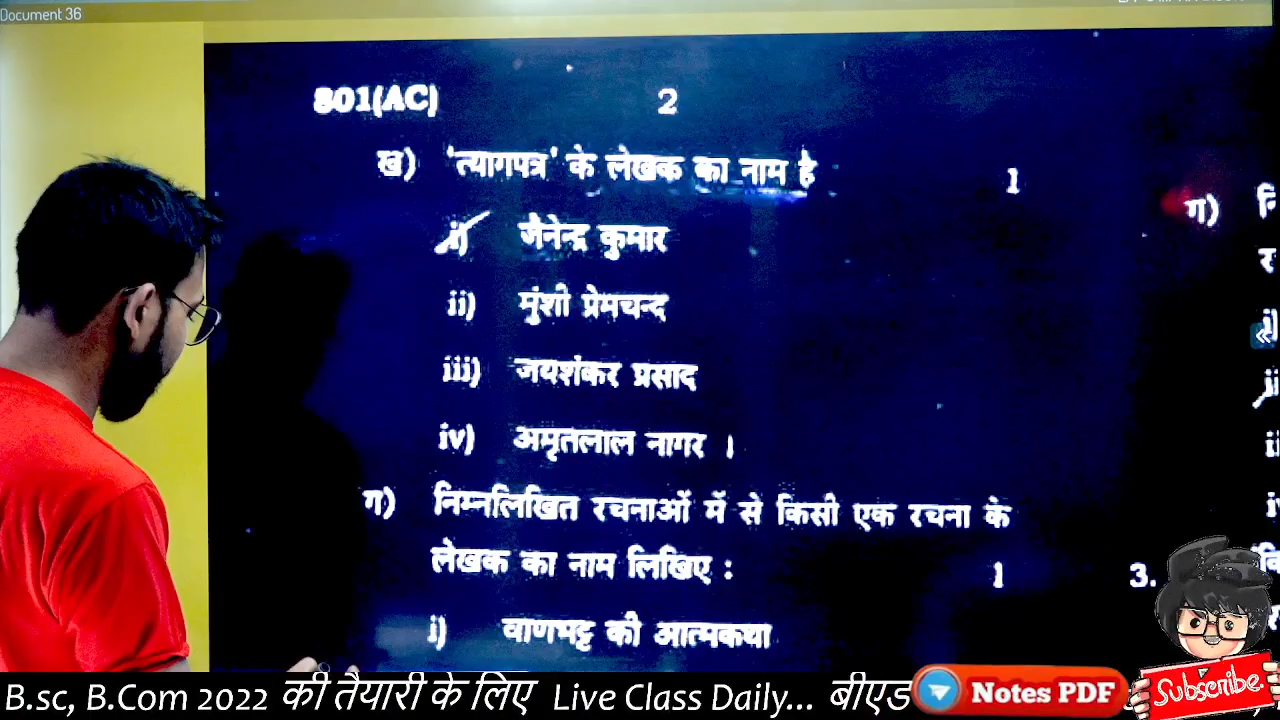 Document 36
801(AC) 2
ख) 'त्यागपत्र' के लेखक का नाम है 1
i) जैनेन्द्र कुमार
ii) मुंशी प्रेमचन्द
iii) जयशंकर प्रसाद
iv) अमृतलाल नागर ।
ग) निम्नलिखित रचनाओं में से किसी एक रचना के
लेखक का नाम लिखिए : 1
i) वाणभट्ट की आत्मकथा
ग)
3.
B.sc, B.Com 2022 की तैयारी के लिए Live Class Daily... बीएड
Notes PDF
Subscribe.